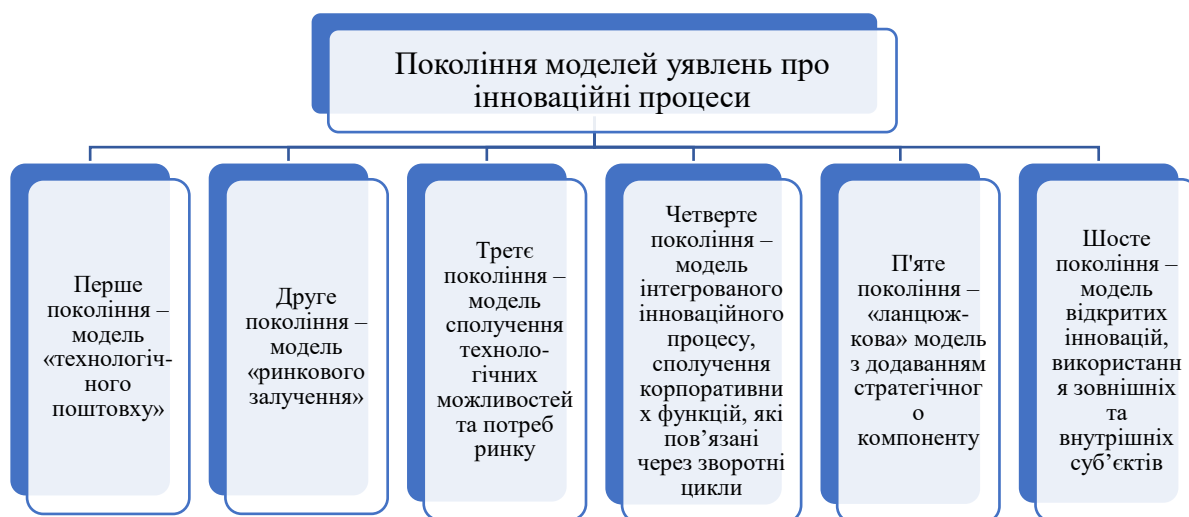 Покоління моделей уявлень про
інноваційні процеси
Перше
покоління –
модель
«технологіч-
ного
поштовху»
Друге
покоління –
модель
«ринкового
залучення»
Третє
покоління –
модель
сполучення
техноло-
гічних
можливостей
та потреб
ринку
Четверте
покоління –
модель
інтегрованого
інноваційного
процесу,
сполучення
корпоративни
х функцій, які
пов’язані
через зворотні
цикли
П'яте
покоління –
«ланцюж-
кова» модель
з додаванням
стратегічног
о
компоненту
Шосте
покоління –
модель
відкритих
інновацій,
використанн
я зовнішніх
та
внутрішніх
суб’єктів